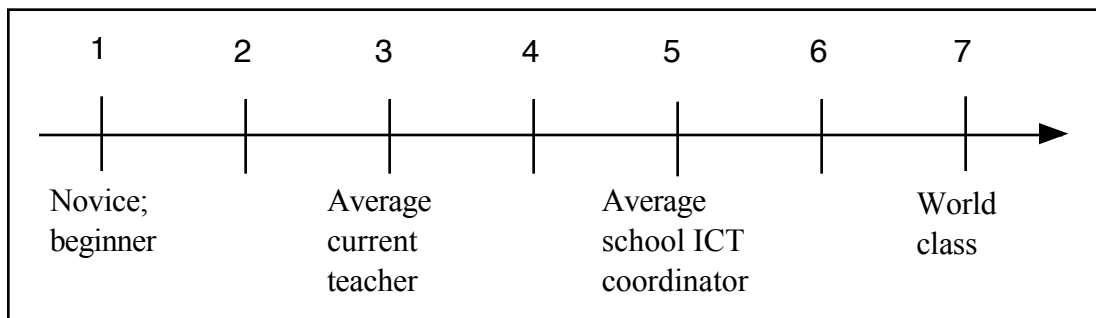 1 2 3 4 5 6 7
Novice;
beginner
Average
current
teacher
Average
school ICT
coordinator
World
class